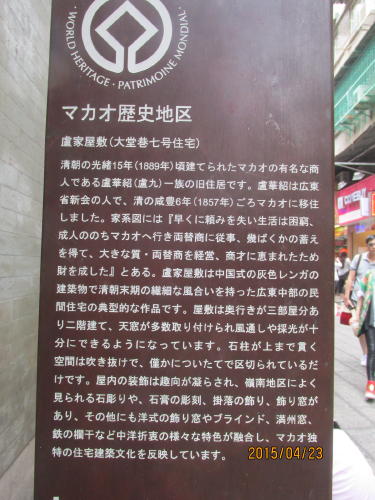 WORLD HERITAGE · PATRIMOINE MONDIAL
マカオ歴史地区
盧家屋敷(大堂巷七号住宅)
清朝の光緒15年(1889年)頃建てられたマカオの有名な商
人である盧華紹(盧九)一族の旧住居です。盧華紹は広東
省新会の人で、清の咸豊6年(1857年)ごろマカオに移住
しました。家系図には『早くに頼みを失い生活は困窮、
成人ののちマカオへ行き両替商に従事、幾ばくかの蓄え
を得て、大きな質・両替商を経営、商才に恵まれたため
財を成した』とある。盧家屋敷は中国式の灰色レンガの
建築物で清朝末期の繊細な風合いを持った広東中部の民
間住宅の典型的な作品です。屋敷は奥行きが三部屋分あ
り二階建て、天窓が多数取り付けられ風通しや採光が十
分にできるようになっています。石柱が上まで貫く
空間は吹き抜けで、僅かについたてで区切られているだ
けです。屋内の装飾は趣向が凝らされ、嶺南地区によく
見られる石彫りや、石膏の彫刻、掛落の飾り、飾り窓が
あり、その他にも洋式の飾り窓やブラインド、満州窓、
鉄の欄干など中洋折衷の様々な特色が融合し、マカオ独
特の住宅建築文化を反映しています。
2015/04/23